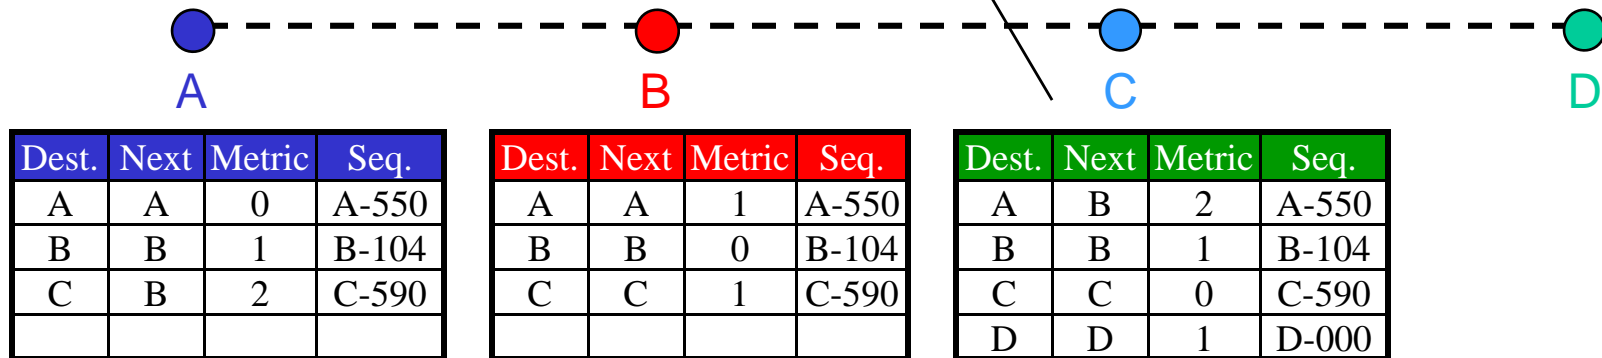 A B C D
Dest. Next Metric Seq. Dest. Next Metric Seq. Dest. Next Metric Seq.
A A 0 A-550 A A 1 A-550 A B 2 A-550
B B 1 B-104 B B 0 B-104 B B 1 B-104
C B 2 C-590 C C 1 C-590 C C 0 C-590
D D 1 D-000